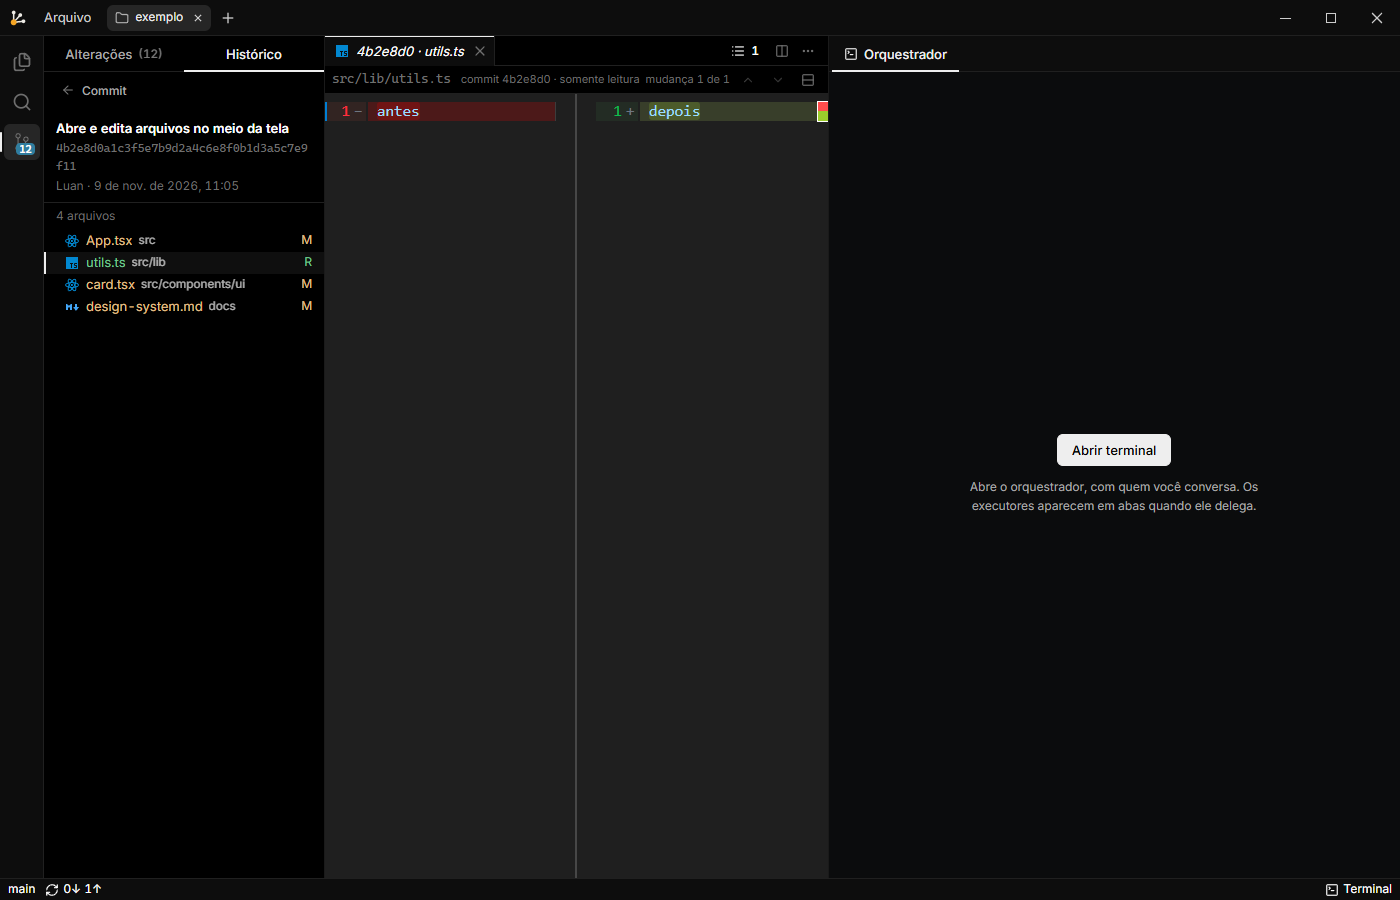 Arquivo
exemplo
12
Alterações (12)
Histórico
Commit
Abre e edita arquivos no meio da tela
4b2e8d0a1c3f5e7b9d2a4c6e8f0b1d3a5c7e9
f11
Luan · 9 de nov. de 2026, 11:05
4 arquivos
App.tsx src M
TS utils.ts src/lib R
card.tsx src/components/ui M
M design-system.md docs M
TS 4b2e8d0 · utils.ts
1
src/lib/utils.ts commit 4b2e8d0 · somente leitura mudança 1 de 1
1 − antes
1 + depois
Orquestrador
Abrir terminal
Abre o orquestrador, com quem você conversa. Os
executores aparecem em abas quando ele delega.
main 0↓ 1↑
Terminal